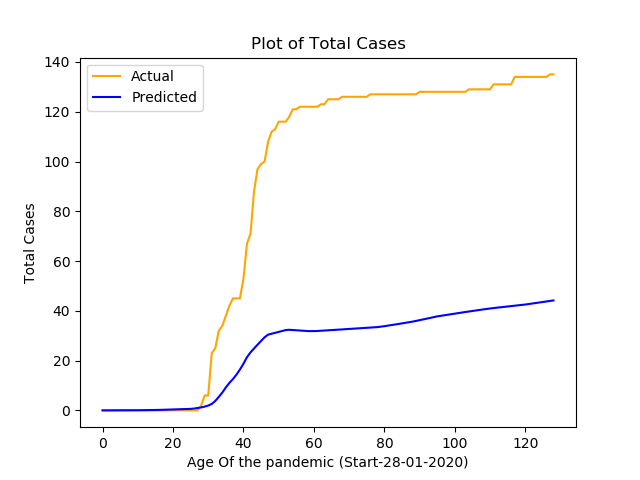 Plot of Total Cases
Actual
Predicted
Total Cases
140
120
100
80
60
40
20
0
0 20 40 60 80 100 120
Age Of the pandemic (Start-28-01-2020)